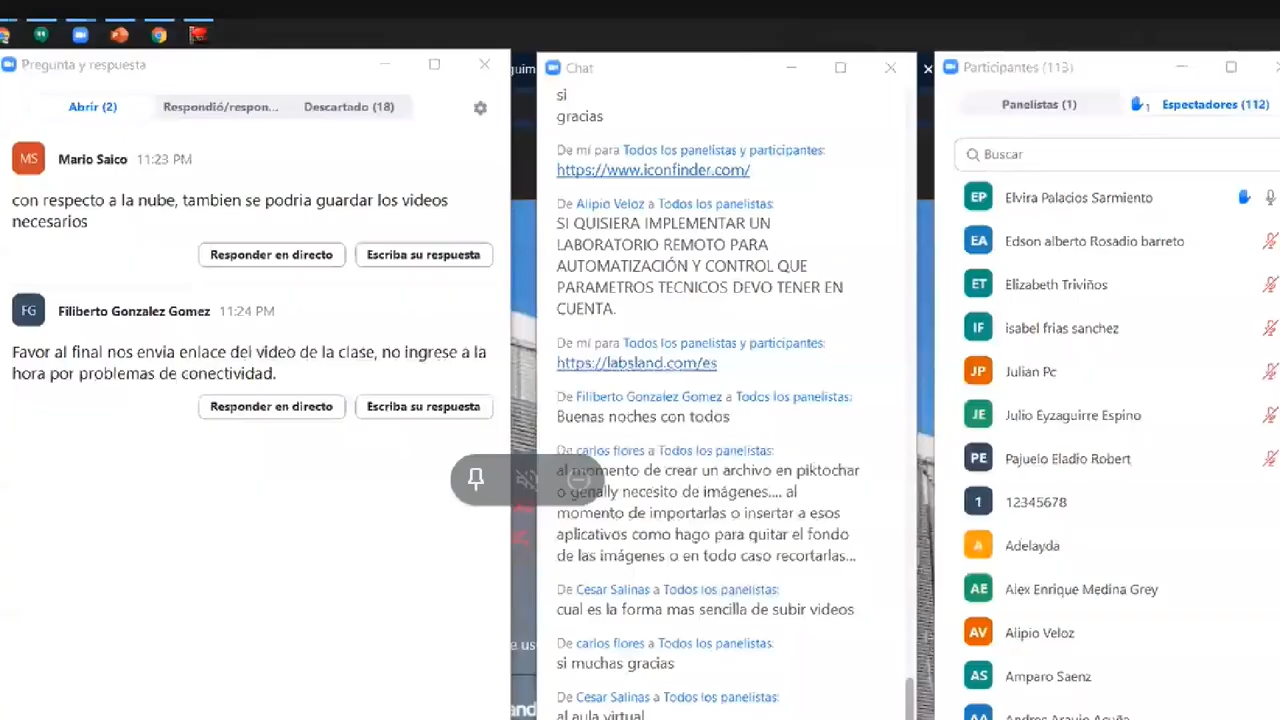 Pregunta y respuesta
Abrir (2)
Respondió/respon...
Descartado (18)
MS
Mario Saico 11:23 PM
con respecto a la nube, tambien se podria guardar los videos
necesarios
Responder en directo
Escriba su respuesta
FG
Filiberto Gonzalez Gomez 11:24 PM
Favor al final nos envia enlace del video de la clase, no ingrese a la
hora por problemas de conectividad.
Responder en directo
Escriba su respuesta
Chat
si
gracias
De mí para Todos los panelistas y participantes:
https://www.iconfinder.com/
De Alipio Veloz a Todos los panelistas:
SI QUISIERA IMPLEMENTAR UN
LABORATORIO REMOTO PARA
AUTOMATIZACIÓN Y CONTROL QUE
PARAMETROS TECNICOS DEVO TENER EN
CUENTA.
De mí para Todos los panelistas y participantes:
https://labsland.com/es
De Filiberto Gonzalez Gomez a Todos los panelistas:
Buenas noches con todos
De carlos flores a Todos los panelistas:
al momento de crear un archivo en piktochar
o genally necesito de imágenes.... al
momento de importarlas o insertar a esos
aplicativos como hago para quitar el fondo
de las imágenes o en todo caso recortarlas...
De Cesar Salinas a Todos los panelistas:
cual es la forma mas sencilla de subir videos
De carlos flores a Todos los panelistas:
si muchas gracias
De Cesar Salinas a Todos los panelistas:
al aula virtual
Participantes (113)
Panelistas (1)
1
Espectadores (112)
Buscar
EP Elvira Palacios Sarmiento
EA Edson alberto Rosadio barreto
ET Elizabeth Triviños
IF isabel frias sanchez
JP Julian Pc
JE Julio Eyzaguirre Espino
PE Pajuelo Eladio Robert
1 12345678
A Adelayda
AE Alex Enrique Medina Grey
AV Alipio Veloz
AS Amparo Saenz
AA Andres Araujo Acuña